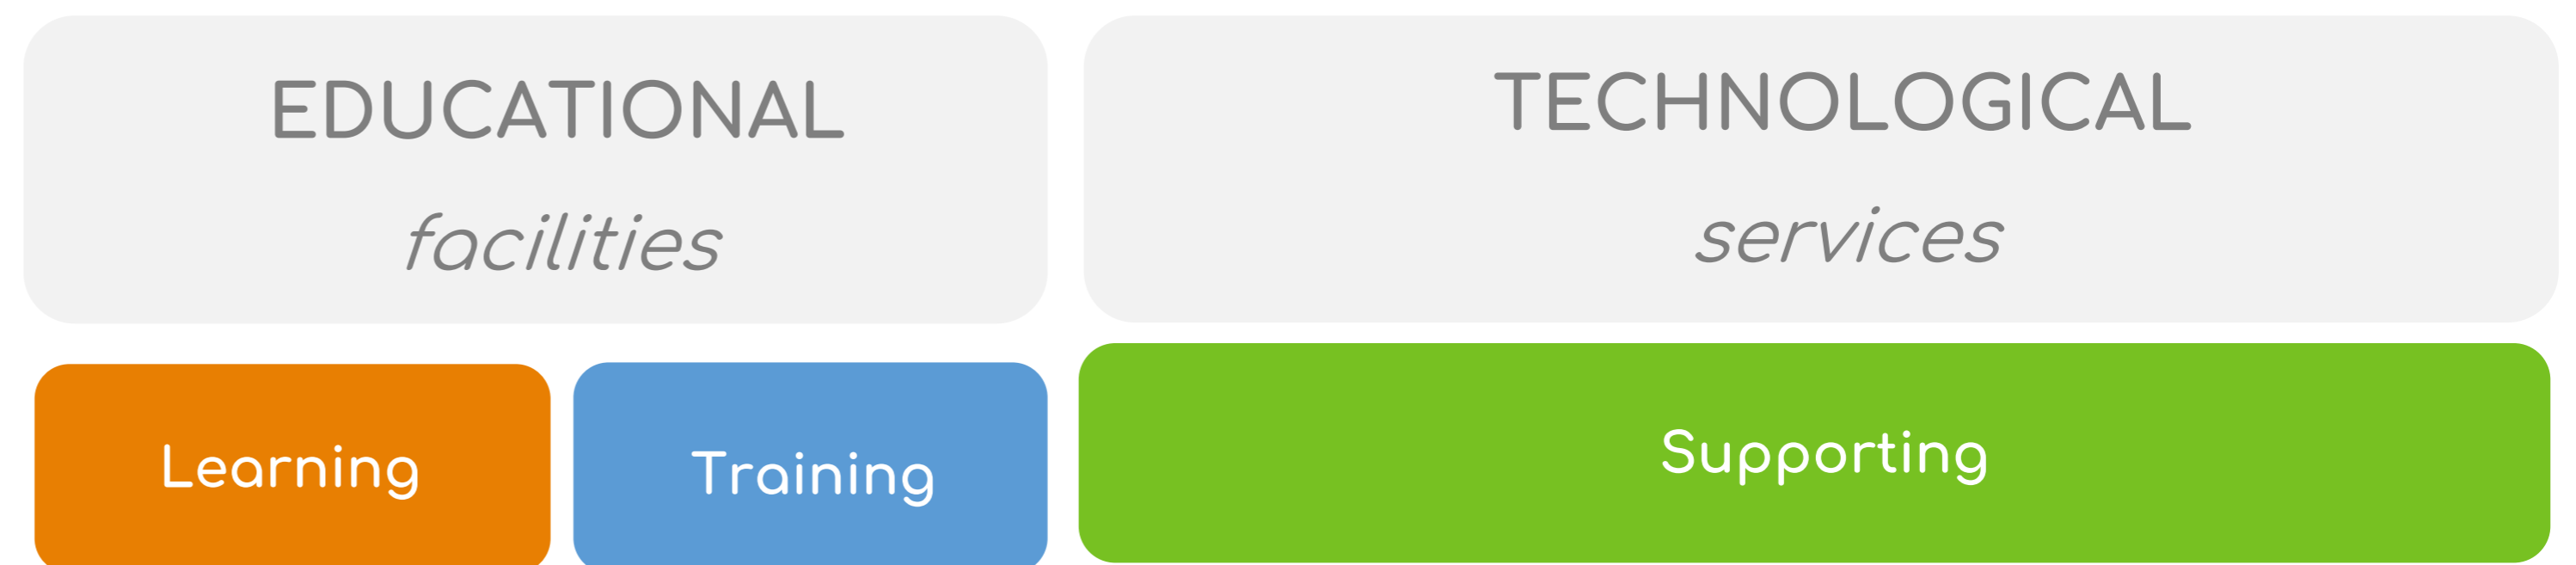 EDUCATIONAL
facilities
TECHNOLOGICAL
services
Learning
Training
Supporting